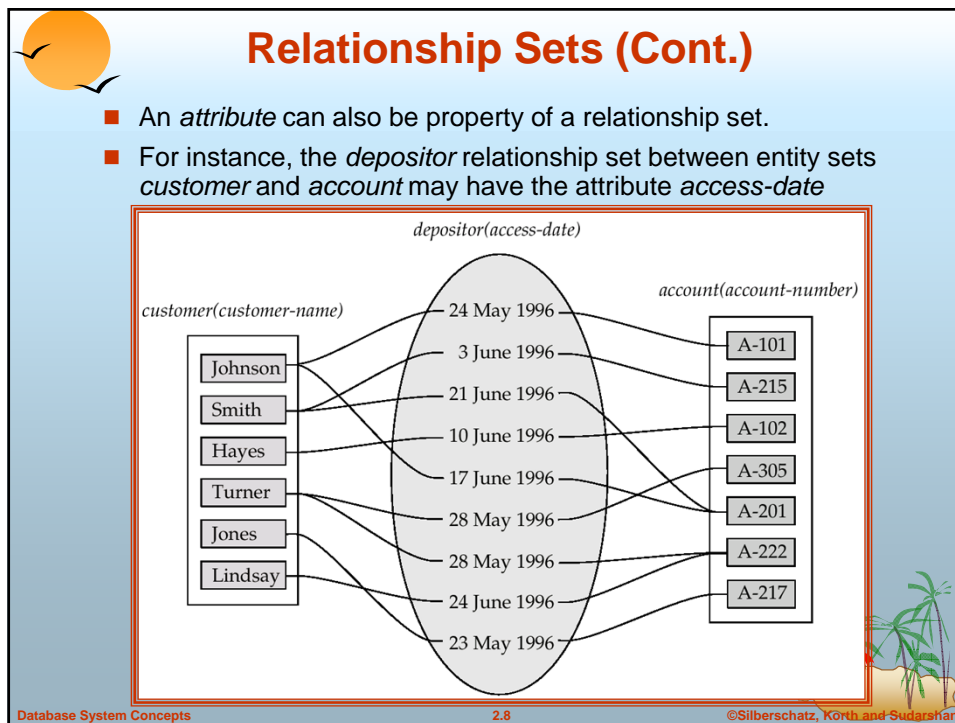 Relationship Sets (Cont.)
An attribute can also be property of a relationship set.
For instance, the depositor relationship set between entity sets
customer and account may have the attribute access-date
depositor(access-date)
customer(customer-name)
account(account-number)
Johnson
Smith
Hayes
Turner
Jones
Lindsay
24 May 1996
3 June 1996
21 June 1996
10 June 1996
17 June 1996
28 May 1996
28 May 1996
24 June 1996
23 May 1996
A-101
A-215
A-102
A-305
A-201
A-222
A-217
Database System Concepts
2.8
©Silberschatz, Korth and Sudarshan